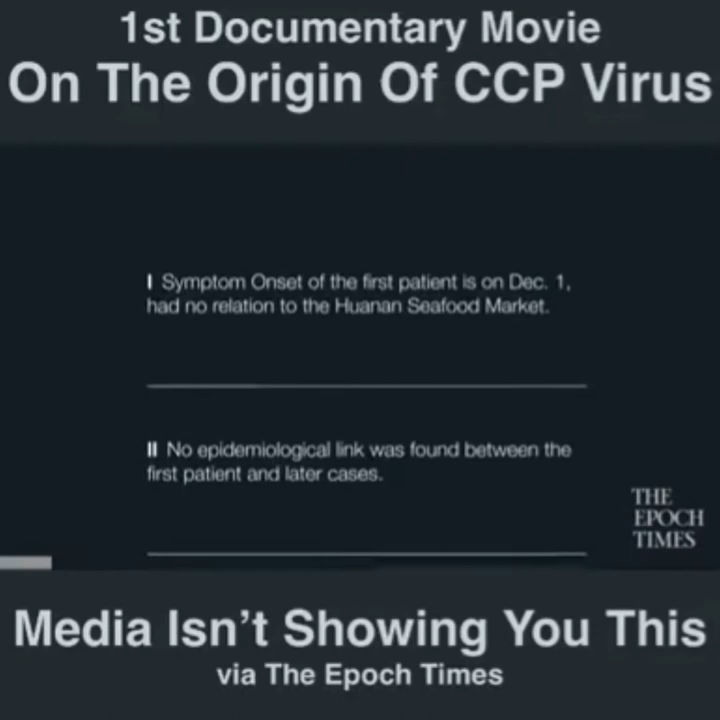 1st Documentary Movie
On The Origin Of CCP Virus
I Symptom Onset of the first patient is on Dec. 1,
had no relation to the Huanan Seafood Market.
II No epidemiological link was found between the
first patient and later cases.
THE
EPOCH
TIMES
Media Isn't Showing You This
via The Epoch Times